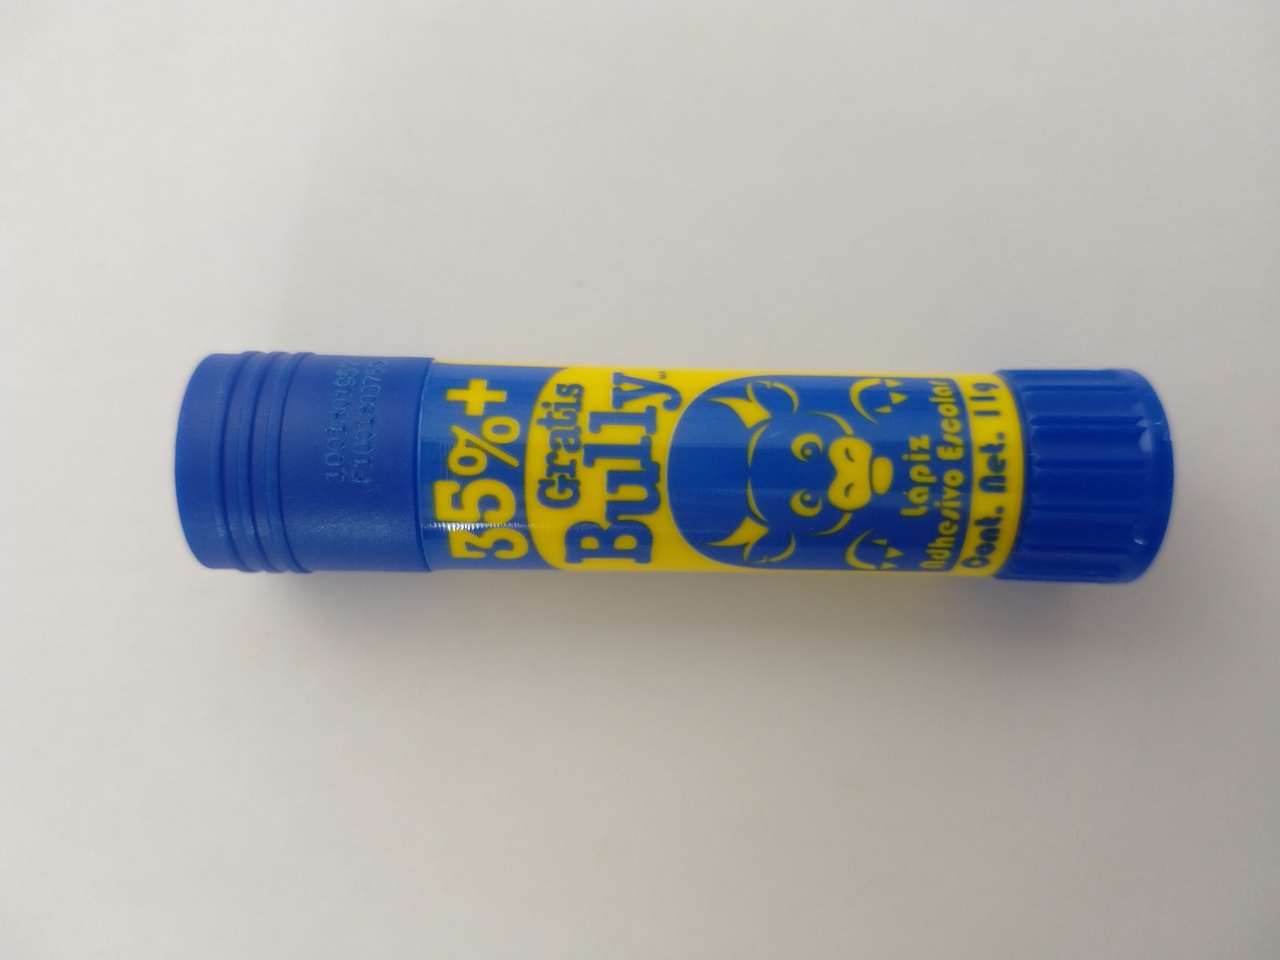 35%+
Gratis
Bully
Lápiz
Adhesivo Escolar
Cont. Net. 11g